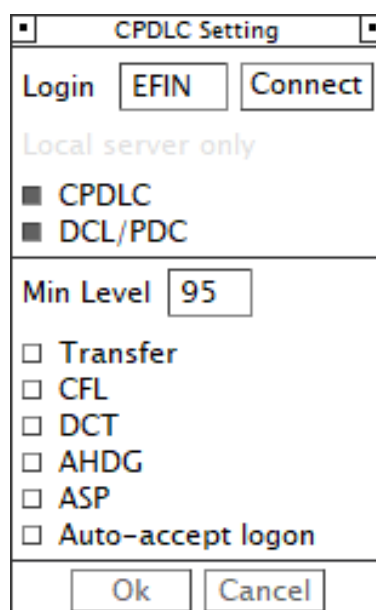 CPDLC Setting
Login EFIN Connect
Local server only
CPDLC
DCL/PDC
Min Level 95
Transfer
CFL
DCT
AHDG
ASP
Auto-accept logon
Ok Cancel